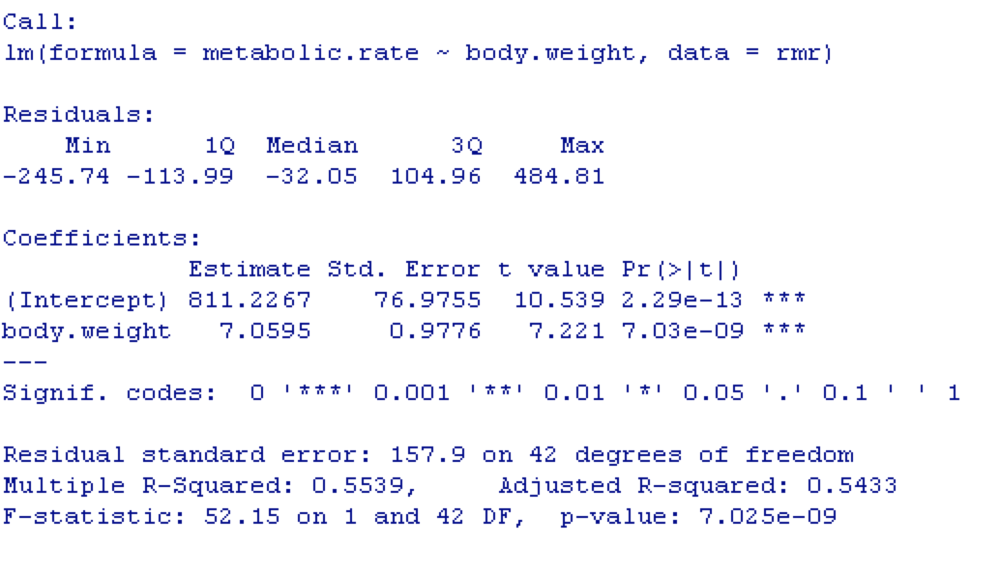 Call:
lm(formula = metabolic.rate ~ body.weight, data = rmr)
Residuals:
Min 1Q Median 3Q Max
-245.74 -113.99 -32.05 104.96 484.81
Coefficients:
Estimate Std. Error t value Pr(>|t|)
(Intercept) 811.2267 76.9755 10.539 2.29e-13 ***
body.weight 7.0595 0.9776 7.221 7.03e-09 ***
---
Signif. codes: 0 '***' 0.001 '**' 0.01 '*' 0.05 '.' 0.1 ' ' 1
Residual standard error: 157.9 on 42 degrees of freedom
Multiple R-Squared: 0.5539, Adjusted R-squared: 0.5433
F-statistic: 52.15 on 1 and 42 DF, p-value: 7.025e-09